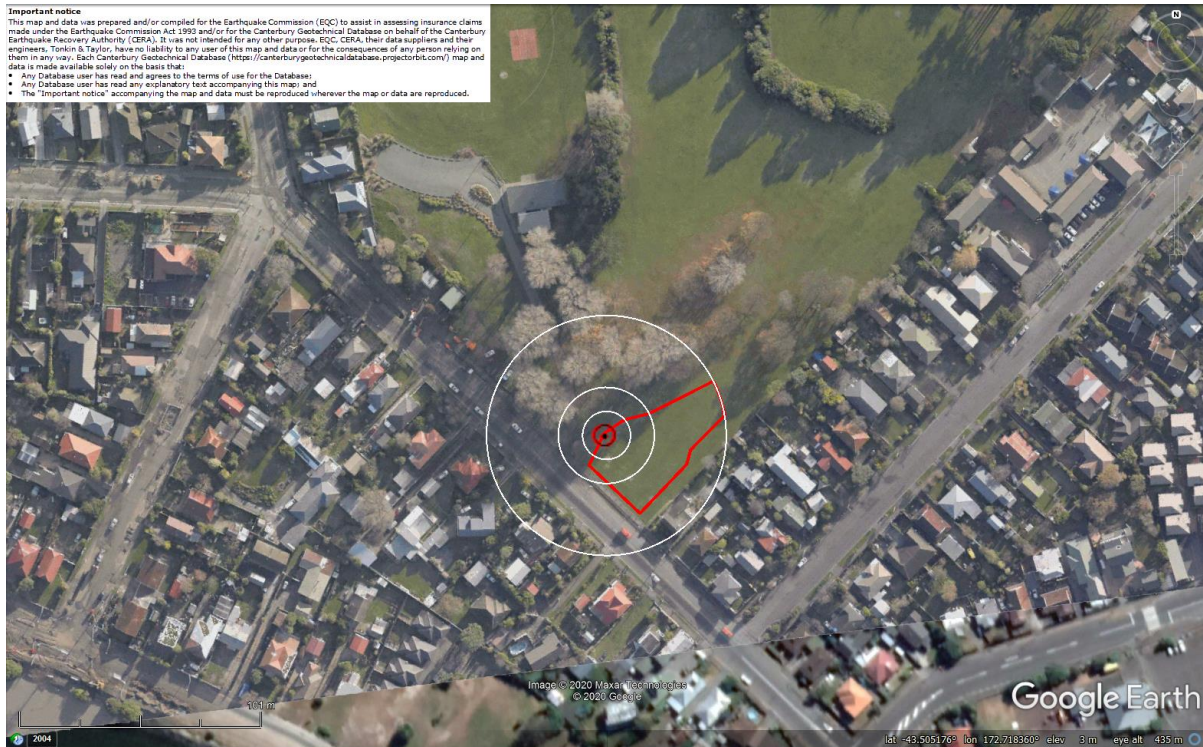 Important notice
This map and data was prepared and/or compiled for the Earthquake Commission (EQC) to assist in assessing insurance claims
made under the Earthquake Commission Act 1993 and/or for the Canterbury Geotechnical Database on behalf of the Canterbury
Earthquake Recovery Authority (CERA). It was not intended for any other purpose. EQC, CERA, their data suppliers and their
engineers, Tonkin & Taylor, have no liability to any user of this map and data or for the consequences of any person relying on
them in any way. Each Canterbury Geotechnical Database (https://canterburygeotechnicaldatabase.projectorbit.com/) map and
data is made available solely on the basis that:
• Any Database user has read and agrees to the terms of use for the Database;
• Any Database user has read any explanatory text accompanying this map; and
• The "Important notice" accompanying the map and data must be reproduced wherever the map or data are reproduced.
N
Image © 2020 Maxar Technologies
© 2020 Google
Google Earth
101 m
2004
lat -43.505176° lon 172.718360° elev 3 m eye alt 435 m